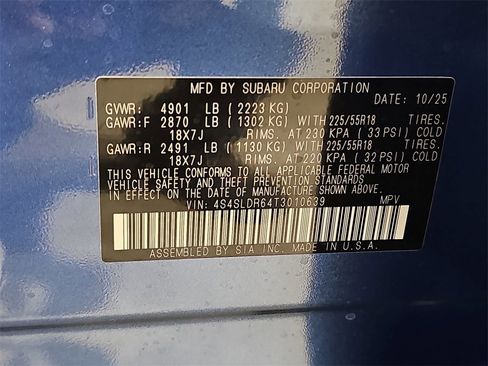 MFD BY SUBARU CORPORATION
DATE: 10/25
GVWR: 4901 LB (2223 KG)
GAWR:F 2870 LB (1302 KG) WITH 225/55R18 TIRES.
18X7J RIMS. AT 230 KPA (33 PSI) COLD
GAWR:R 2491 LB (1130 KG) WITH 225/55R18 TIRES.
18X7J RIMS. AT 220 KPA (32 PSI) COLD
THIS VEHICLE CONFORMS TO ALL APPLICABLE FEDERAL MOTOR
VEHICLE SAFETY AND THEFT PREVENTION STANDARDS
IN EFFECT ON THE DATE OF MANUFACTURE SHOWN ABOVE.
VIN: 4S4SLDR64T3010639 MPV
ASSEMBLED BY SIA INC. MADE IN U.S.A.